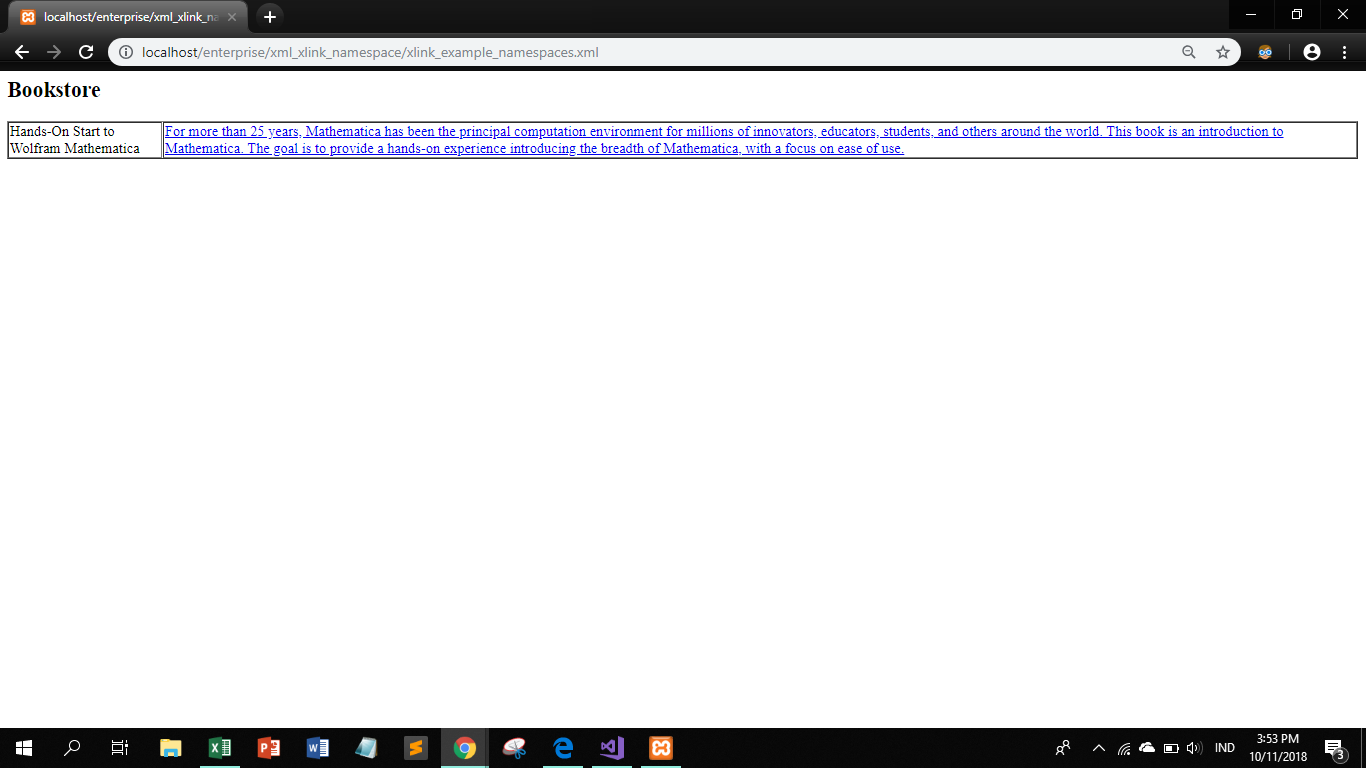 localhost/enterprise/xml_xlink_na
localhost/enterprise/xml_xlink_namespace/xlink_example_namespaces.xml
Bookstore
Hands-On Start to
Wolfram Mathematica
For more than 25 years, Mathematica has been the principal computation environment for millions of innovators, educators, students, and others around the world. This book is an introduction to
Mathematica. The goal is to provide a hands-on experience introducing the breadth of Mathematica, with a focus on ease of use.
IND
3:53 PM
10/11/2018
3